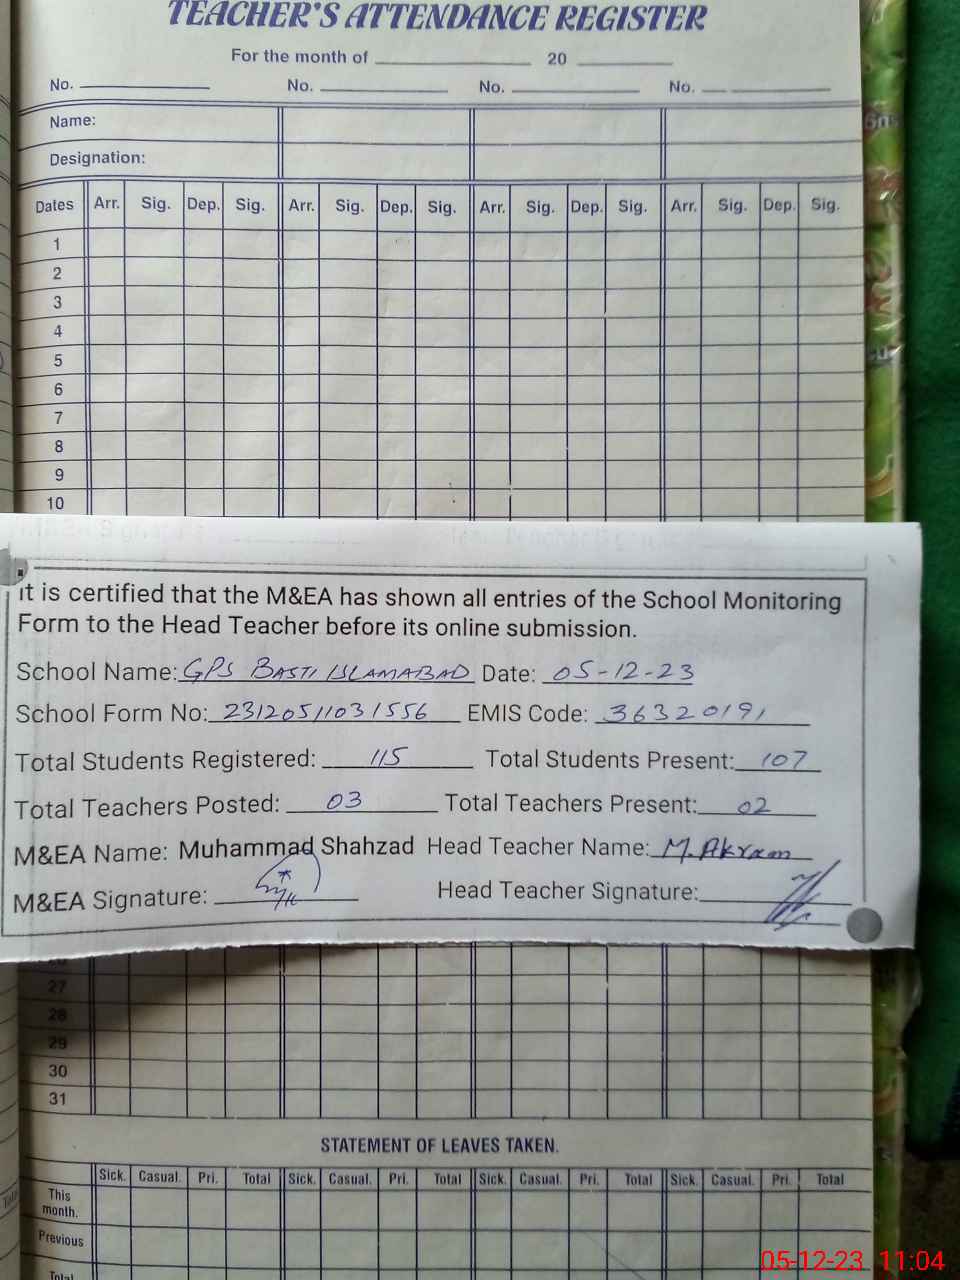 TEACHER'S ATTENDANCE REGISTER
For the month of 20
No. No. No. No.
Name:
Designation:
Dates Arr. Sig. Dep. Sig. Arr. Sig. Dep. Sig. Arr. Sig. Dep. Sig. Arr. Sig. Dep. Sig.
1
2
3
4
5
6
7
8
9
10
It is certified that the M&EA has shown all entries of the School Monitoring
Form to the Head Teacher before its online submission.
School Name: GPS BASTI ISLAMABAD Date: 05-12-23
School Form No: 23120511031556 EMIS Code: 36320191
Total Students Registered: 115 Total Students Present: 107
Total Teachers Posted: 03 Total Teachers Present: 02
M&EA Name: Muhammad Shahzad Head Teacher Name: M. Akram
M&EA Signature: Head Teacher Signature:
27
28
29
30
31
STATEMENT OF LEAVES TAKEN.
Sick. Casual. Pri. Total Sick. Casual. Pri. Total Sick. Casual. Pri. Total Sick. Casual. Pri. Total
This
month.
Previous
Total
05-12-23 11:04